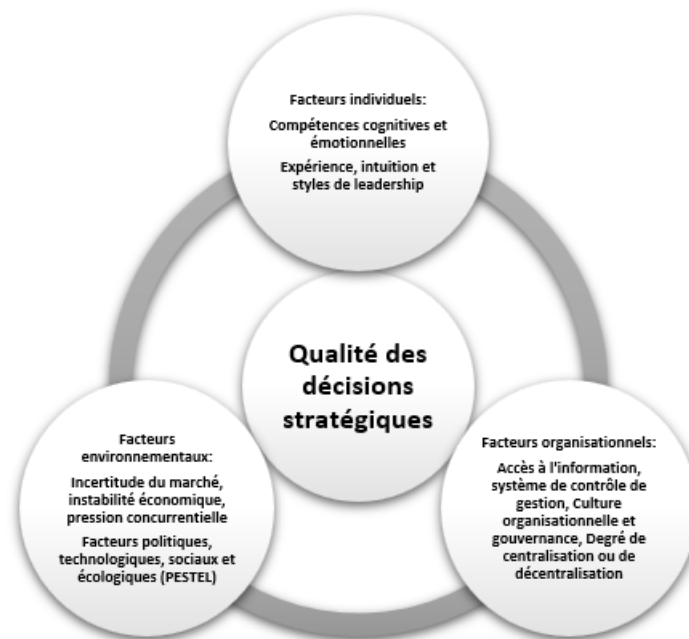 Facteurs individuels:
Compétences cognitives et
émotionnelles
Expérience, intuition et
styles de leadership
Qualité des
décisions
stratégiques
Facteurs
environnementaux:
Incertitude du marché,
instabilité économique,
pression concurrentielle
Facteurs politiques,
technologiques, sociaux et
écologiques (PESTEL)
Facteurs organisationnels:
Accès à l'information,
système de contrôle de
gestion, Culture
organisationnelle et
gouvernance, Degré de
centralisation ou de
décentralisation